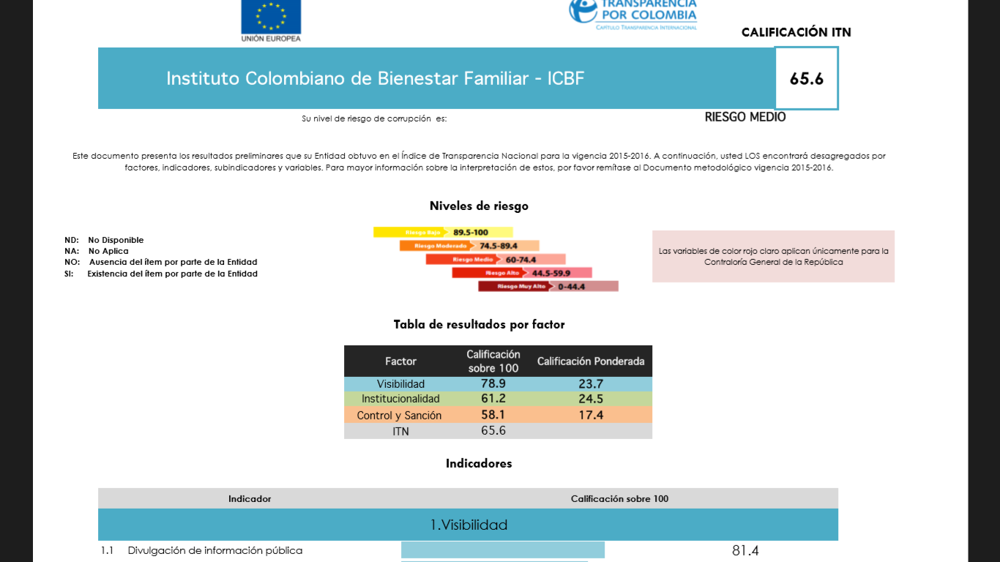 TRANSPARENCIA
POR COLOMBIA
CAPÍTULO TRANSPARENCIA INTERNACIONAL
UNIÓN EUROPEA
CALIFICACIÓN ITN
Instituto Colombiano de Bienestar Familiar - ICBF
65.6
Su nivel de riesgo de corrupción es:
RIESGO MEDIO
Este documento presenta los resultados preliminares que su Entidad obtuvo en el Índice de Transparencia Nacional para la vigencia 2015-2016. A continuación, usted LOS encontrará desagregados por
factores, indicadores, subindicadores y variables. Para mayor información sobre la interpretación de estos, por favor remítase al Documento metodológico vigencia 2015-2016.
Niveles de riesgo
ND: No Disponible
NA: No Aplica
NO: Ausencia del ítem por parte de la Entidad
SI: Existencia del ítem por parte de la Entidad
Riesgo Bajo 89.5-100
Riesgo Moderado 74.5-89.4
Riesgo Medio 60-74.4
Riesgo Alto 44.5-59.9
Riesgo Muy Alto 0-44.4
Las variables de color rojo claro aplican únicamente para la
Contraloría General de la República
Tabla de resultados por factor
Factor Calificación sobre 100 Calificación Ponderada
Visibilidad 78.9 23.7
Institucionalidad 61.2 24.5
Control y Sanción 58.1 17.4
ITN 65.6
Indicadores
Indicador Calificación sobre 100
1.Visibilidad
1.1 Divulgación de información pública 81.4